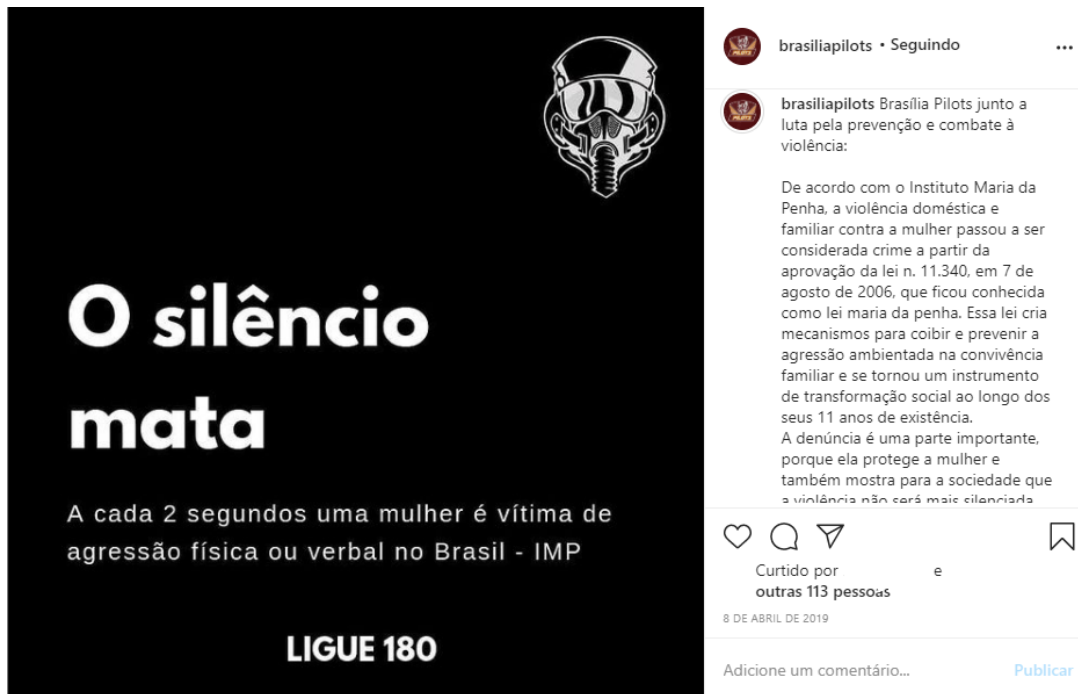 O silêncio
mata
A cada 2 segundos uma mulher é vítima de
agressão física ou verbal no Brasil - IMP
LIGUE 180
brasiliapilots • Seguindo
brasiliapilots Brasília Pilots junto a
luta pela prevenção e combate à
violência:
De acordo com o Instituto Maria da
Penha, a violência doméstica e
familiar contra a mulher passou a ser
considerada crime a partir da
aprovação da lei n. 11.340, em 7 de
agosto de 2006, que ficou conhecida
como lei maria da penha. Essa lei cria
mecanismos para coibir e prevenir a
agressão ambientada na convivência
familiar e se tornou um instrumento
de transformação social ao longo dos
seus 11 anos de existência.
A denúncia é uma parte importante,
porque ela protege a mulher e
também mostra para a sociedade que
a violência não será mais silenciada
Curtido por e
outras 113 pessoas
8 DE ABRIL DE 2019
Adicione um comentário...
Publicar